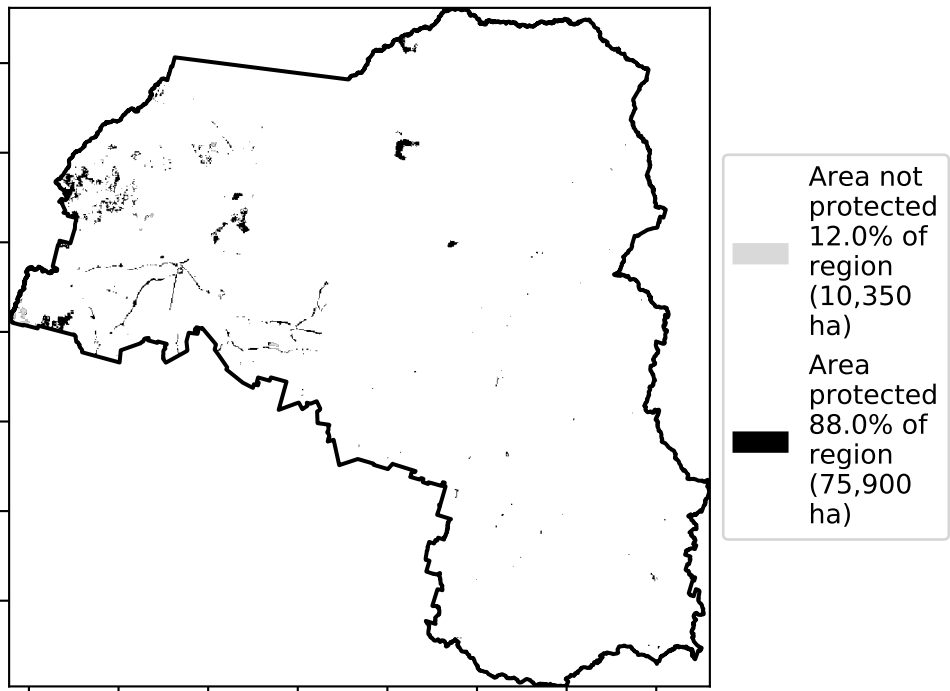 Area not
protected
12.0% of
region
(10,350
ha)
Area
protected
88.0% of
region
(75,900
ha)